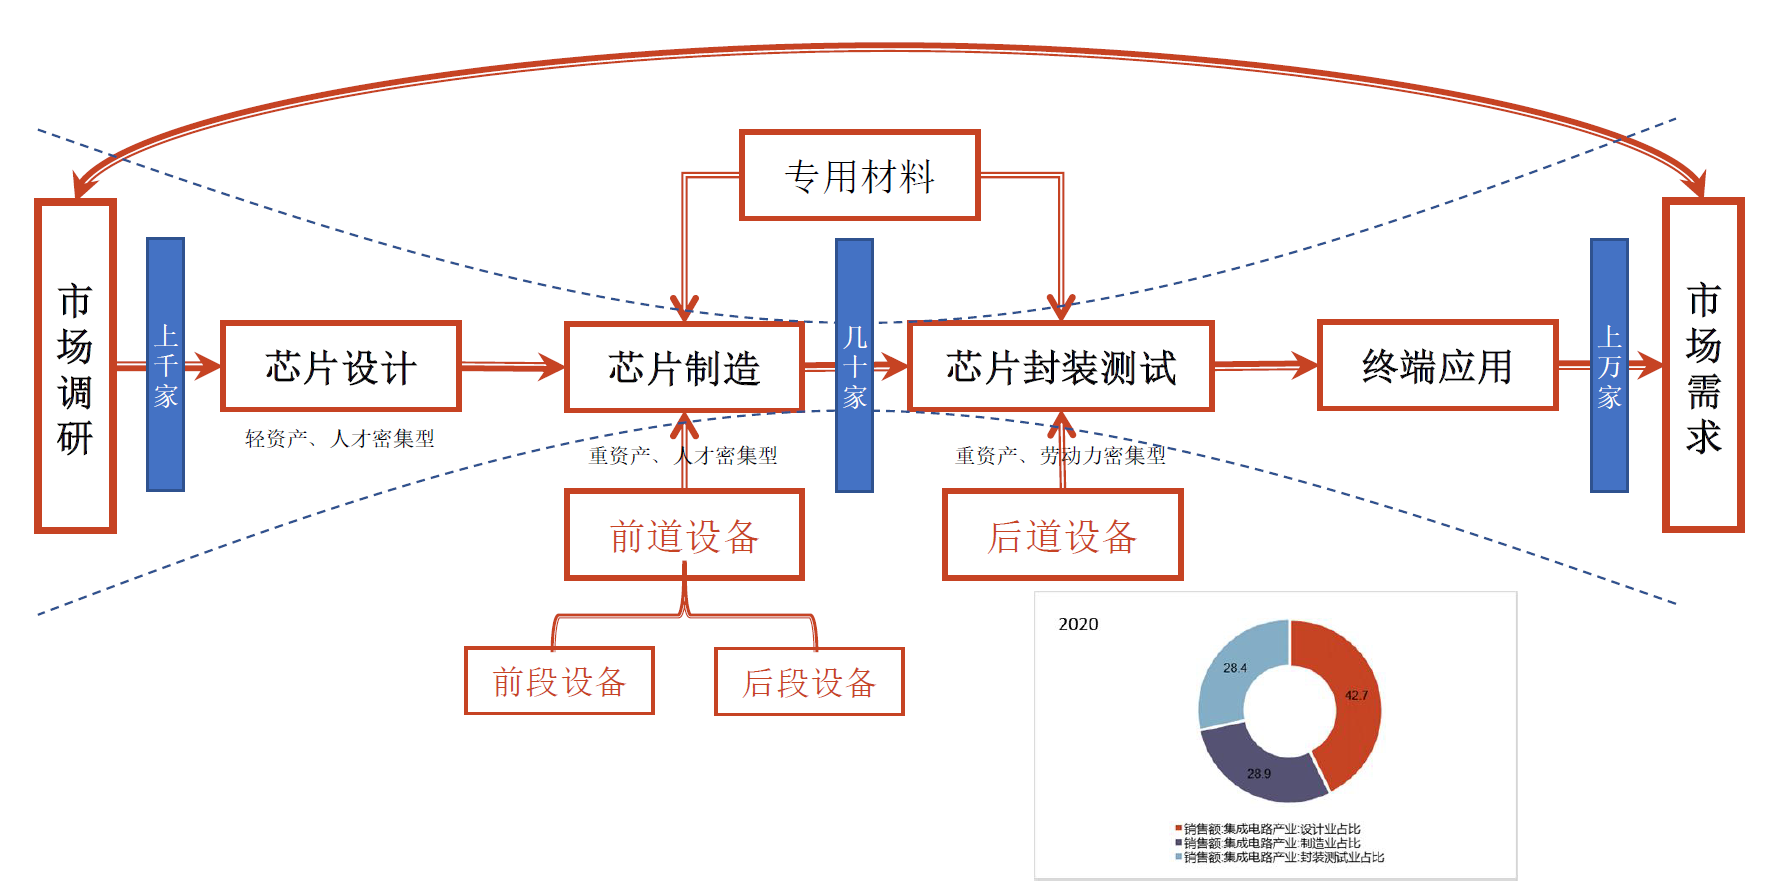 专用材料
市场调研
上千家
芯片设计
芯片制造
几十家
芯片封装测试
终端应用
上万家
市场需求
轻资产、人才密集型
重资产、人才密集型
重资产、劳动力密集型
前道设备
后道设备
前段设备
后段设备
2020
28.4
42.7
28.9
销售额:集成电路产业:设计业占比
销售额:集成电路产业:制造业占比
销售额:集成电路产业:封装测试业占比